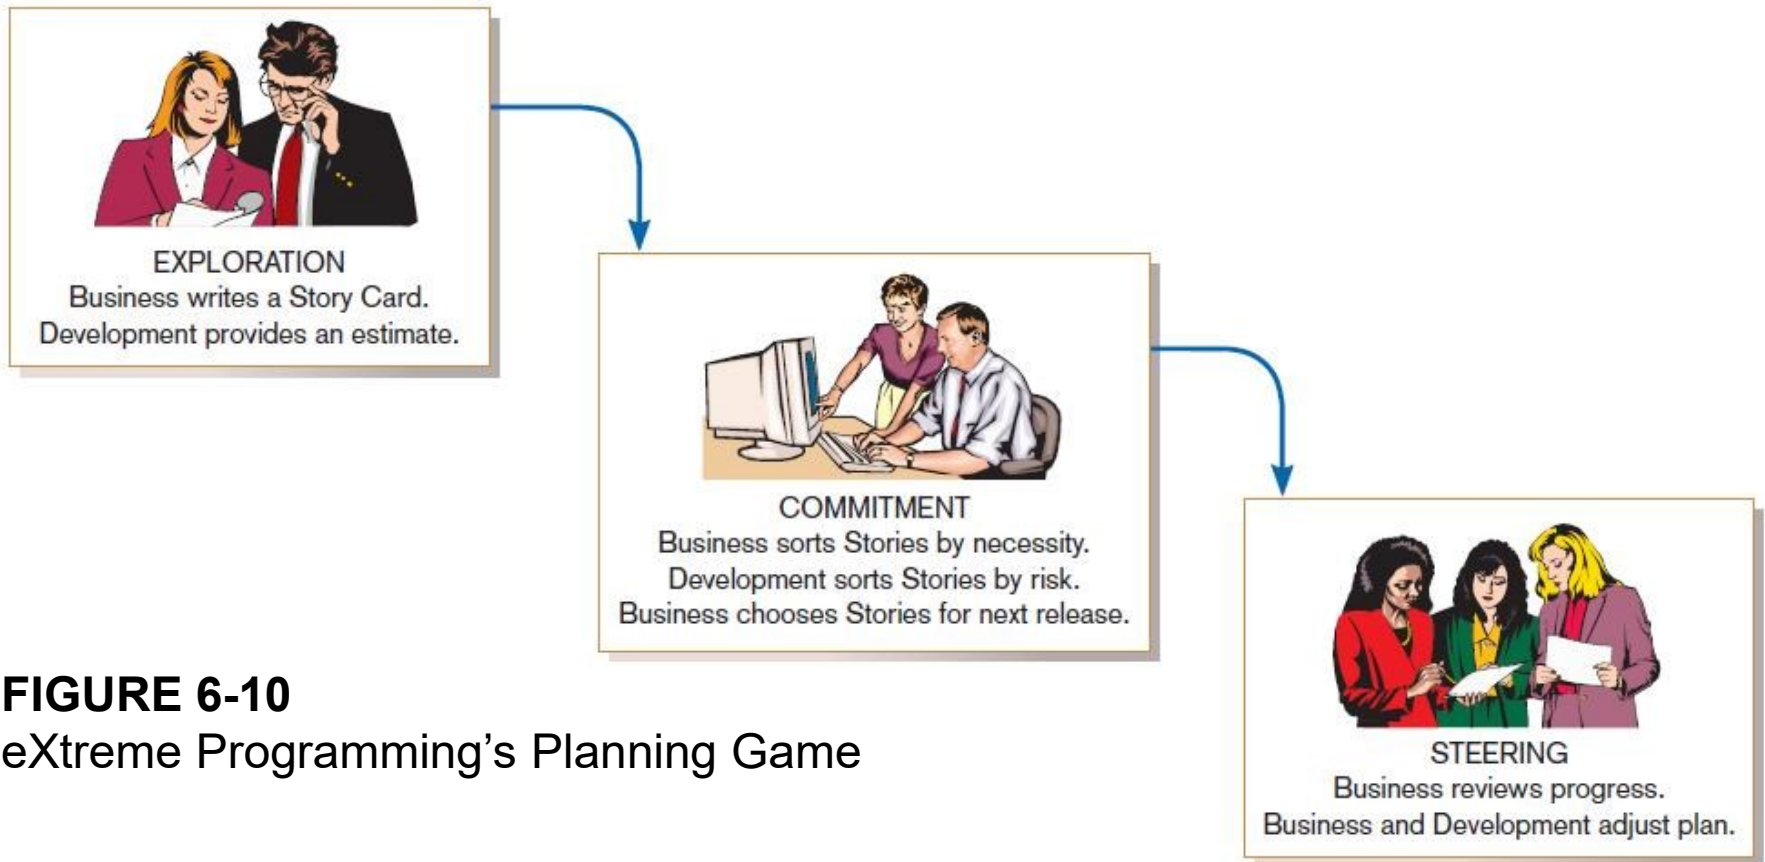 EXPLORATION
Business writes a Story Card.
Development provides an estimate.
COMMITMENT
Business sorts Stories by necessity.
Development sorts Stories by risk.
Business chooses Stories for next release.
STEERING
Business reviews progress.
Business and Development adjust plan.
FIGURE 6-10
eXtreme Programming’s Planning Game